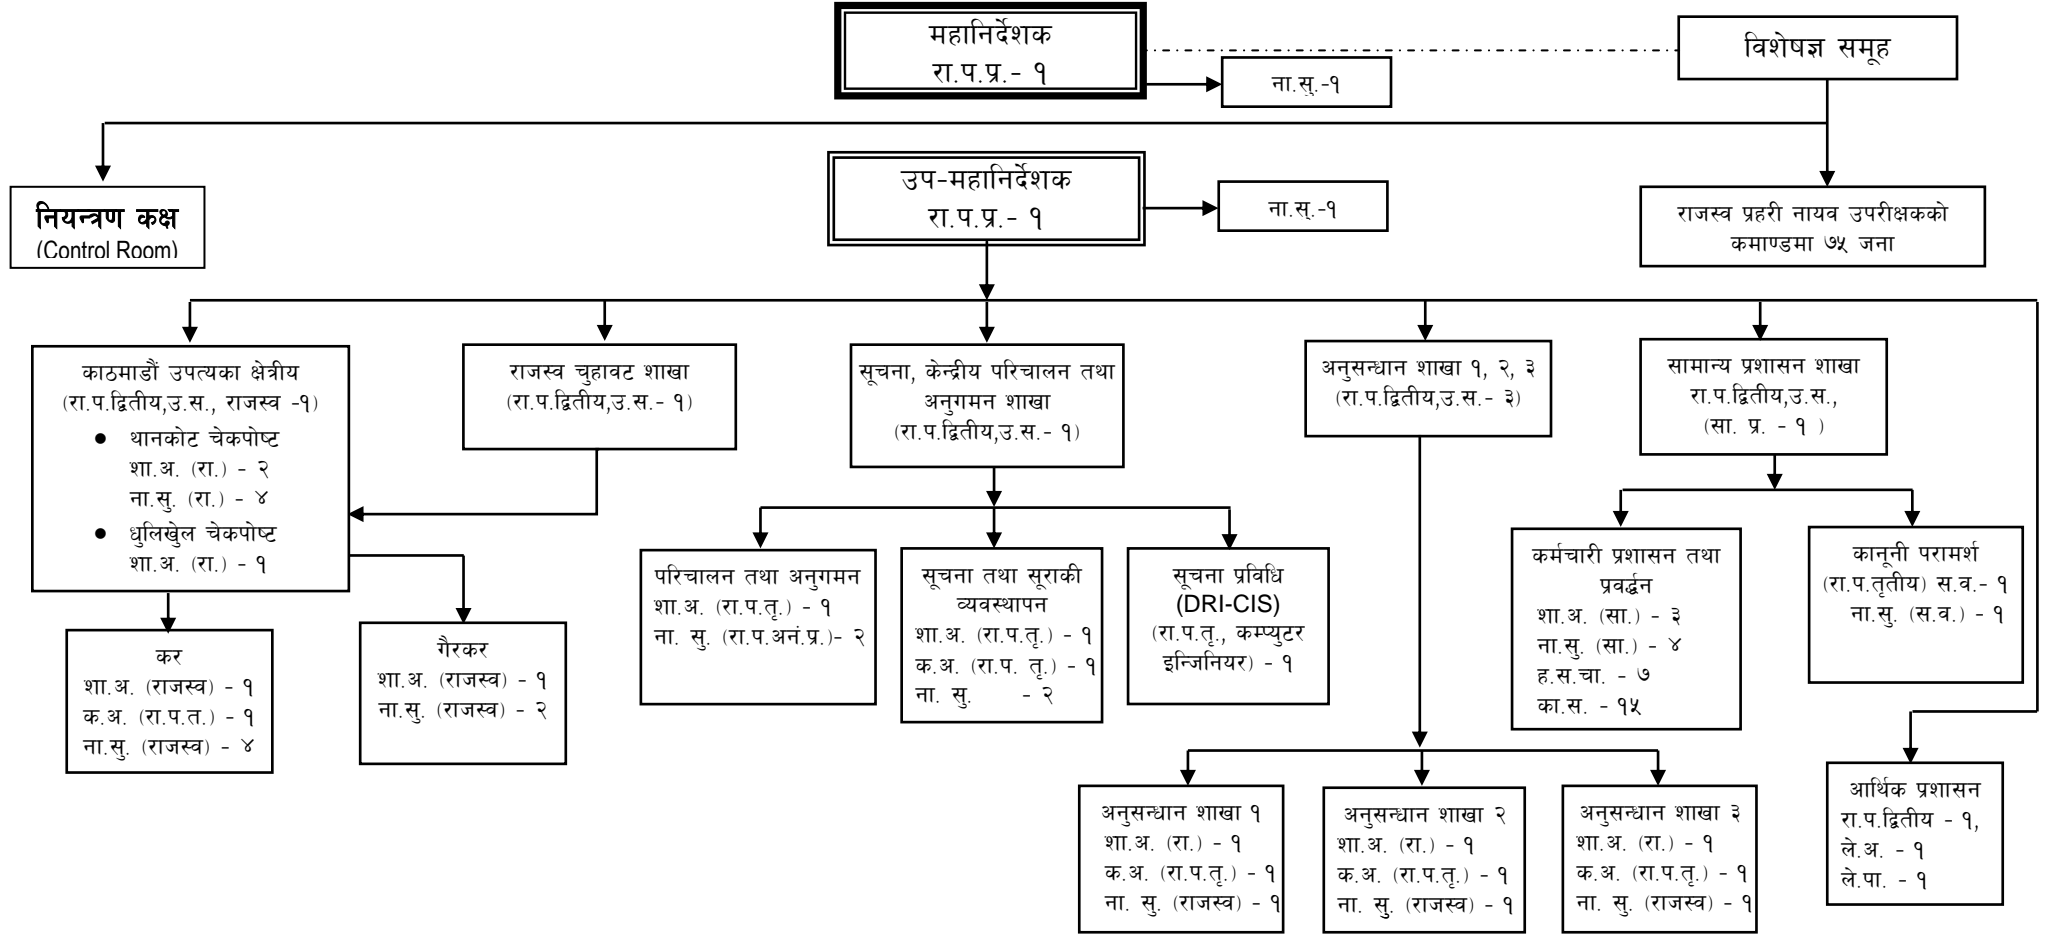 महानिर्देशक
रा.प.प्र.- १
विशेषज्ञ समूह
ना.सु.-१
उप-महानिर्देशक
रा.प.प्र.- १
ना.सु.-१
नियन्त्रण कक्ष
(Control Room)
राजस्व प्रहरी नायव उपरीक्षकको
कमाण्डमा ७५ जना
काठमाडौं उपत्यका क्षेत्रीय
(रा.प.द्वितीय,उ.स., राजस्व -१)
● थानकोट चेकपोष्ट
शा.अ. (रा.) - २
ना.सु. (रा.) - ४
● धुलिखेल चेकपोष्ट
शा.अ. (रा.) - १
राजस्व चुहावट शाखा
(रा.प.द्वितीय,उ.स.- १)
सूचना, केन्द्रीय परिचालन तथा
अनुगमन शाखा
(रा.प.द्वितीय,उ.स.- १)
अनुसन्धान शाखा १, २, ३
(रा.प.द्वितीय,उ.स.- ३)
सामान्य प्रशासन शाखा
रा.प.द्वितीय,उ.स.,
(सा. प्र. - १ )
कर
शा.अ. (राजस्व) - १
क.अ. (रा.प.त. - १
ना.सु. (राजस्व) - ४
गैरकर
शा.अ. (राजस्व) - १
ना.सु. (राजस्व) - २
परिचालन तथा अनुगमन
शा.अ. (रा.प.तृ.) - १
ना. सु. (रा.प.अनं.प्र.)- २
सूचना तथा सूराकी
व्यवस्थापन
शा.अ. (रा.प.तृ.) - १
क.अ. (रा.प. तृ.) - १
ना. सु. - २
सूचना प्रविधि
(DRI-CIS)
(रा.प.तृ., कम्प्युटर
इन्जिनियर) - १
कर्मचारी प्रशासन तथा
प्रवर्द्धन
शा.अ. (सा.) - ३
ना.सु. (सा.) - ४
ह.स.चा. - ७
का.स. - १५
कानूनी परामर्श
(रा.प.तृतीय) स.व.- १
ना.सु. (स.व.) - १
अनुसन्धान शाखा १
शा.अ. (रा.) - १
क.अ. (रा.प.तृ.) - १
ना. सु. (राजस्व) - १
अनुसन्धान शाखा २
शा.अ. (रा.) - १
क.अ. (रा.प.तृ.) - १
ना. सु. (राजस्व) - १
अनुसन्धान शाखा ३
शा.अ. (रा.) - १
क.अ. (रा.प.तृ.) - १
ना. सु. (राजस्व) - १
आर्थिक प्रशासन
रा.प.द्वितीय - १,
ले.अ. - १
ले.पा. - १